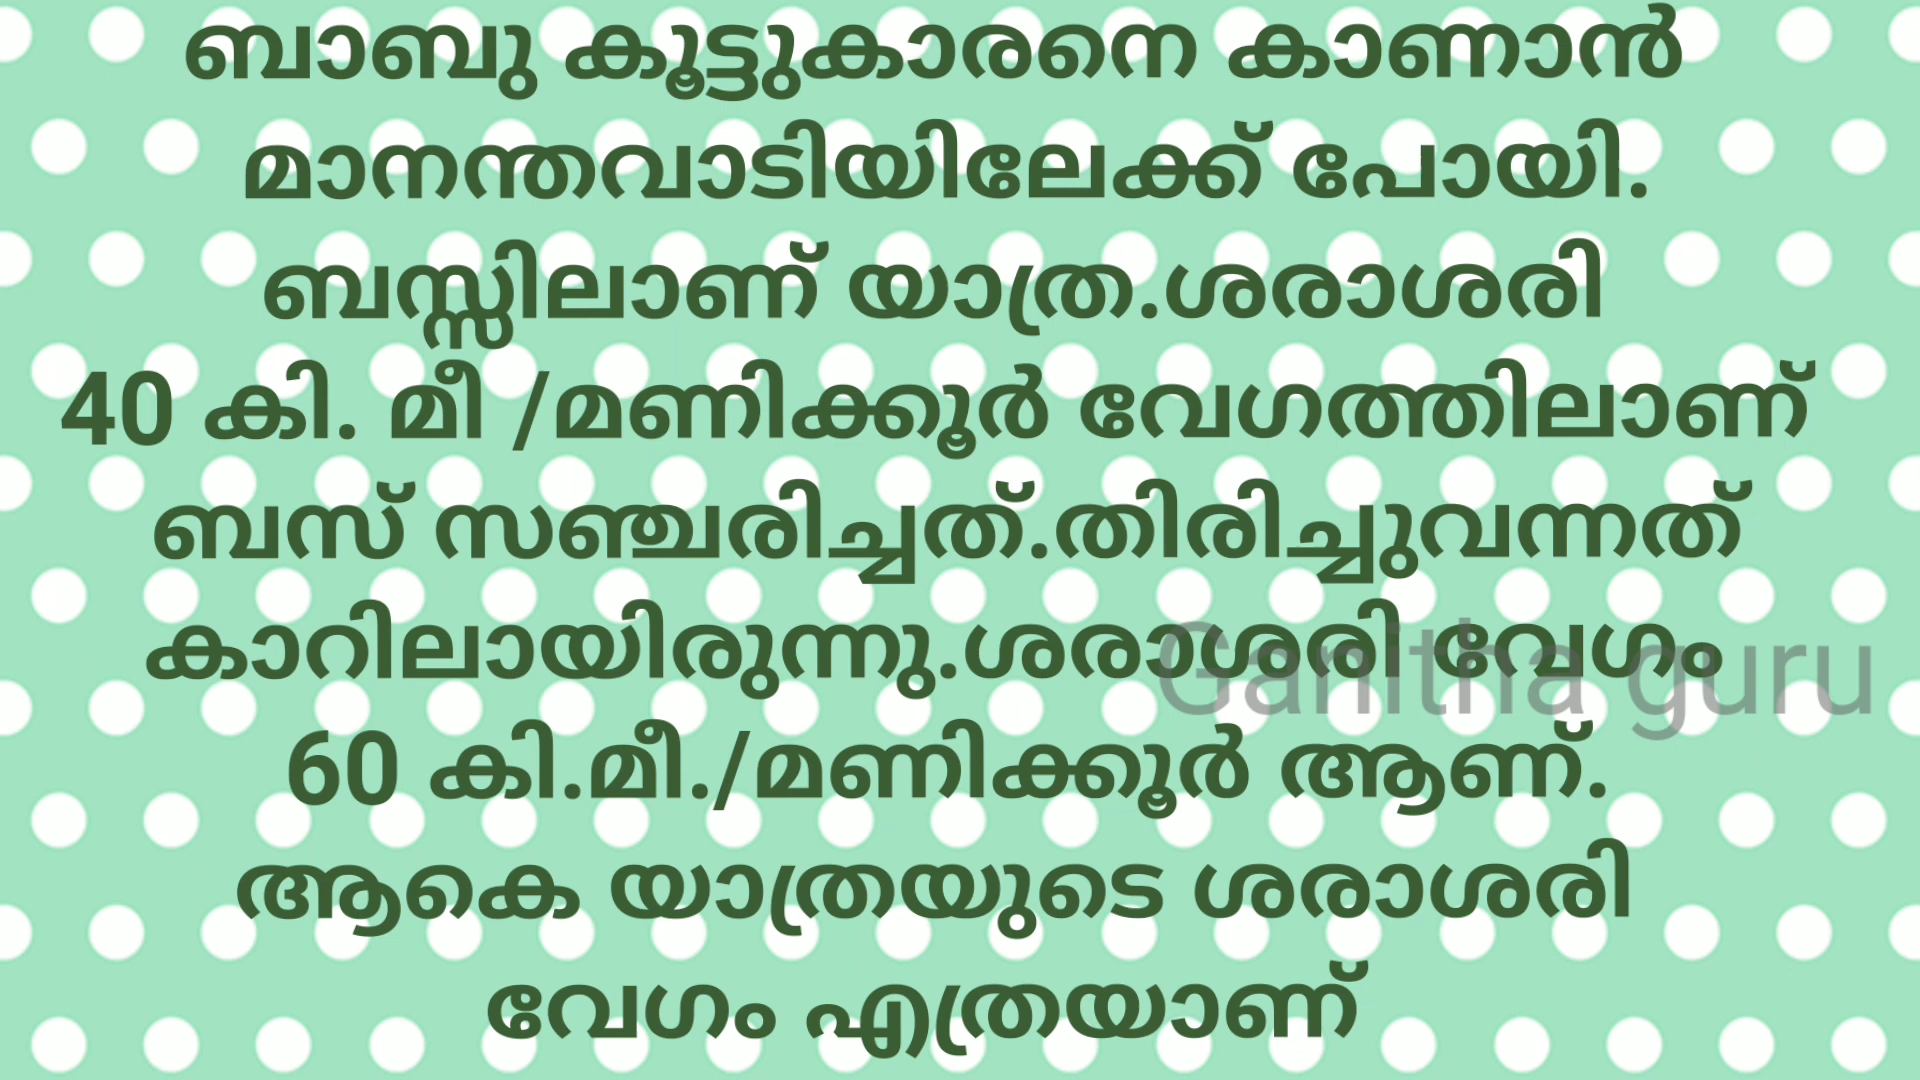 ബാബു കൂട്ടുകാരനെ കാണാൻ
മാനന്തവാടിയിലേക്ക് പോയി.
ബസ്സിലാണ് യാത്ര.ശരാശരി
40 കി. മീ /മണിക്കൂർ വേഗത്തിലാണ്
ബസ് സഞ്ചരിച്ചത്.തിരിച്ചുവന്നത്
കാറിലായിരുന്നു.ശരാശരി വേഗം
Ganitha guru
60 കി.മീ./മണിക്കൂർ ആണ്.
ആകെ യാത്രയുടെ ശരാശരി
വേഗം എത്രയാണ്